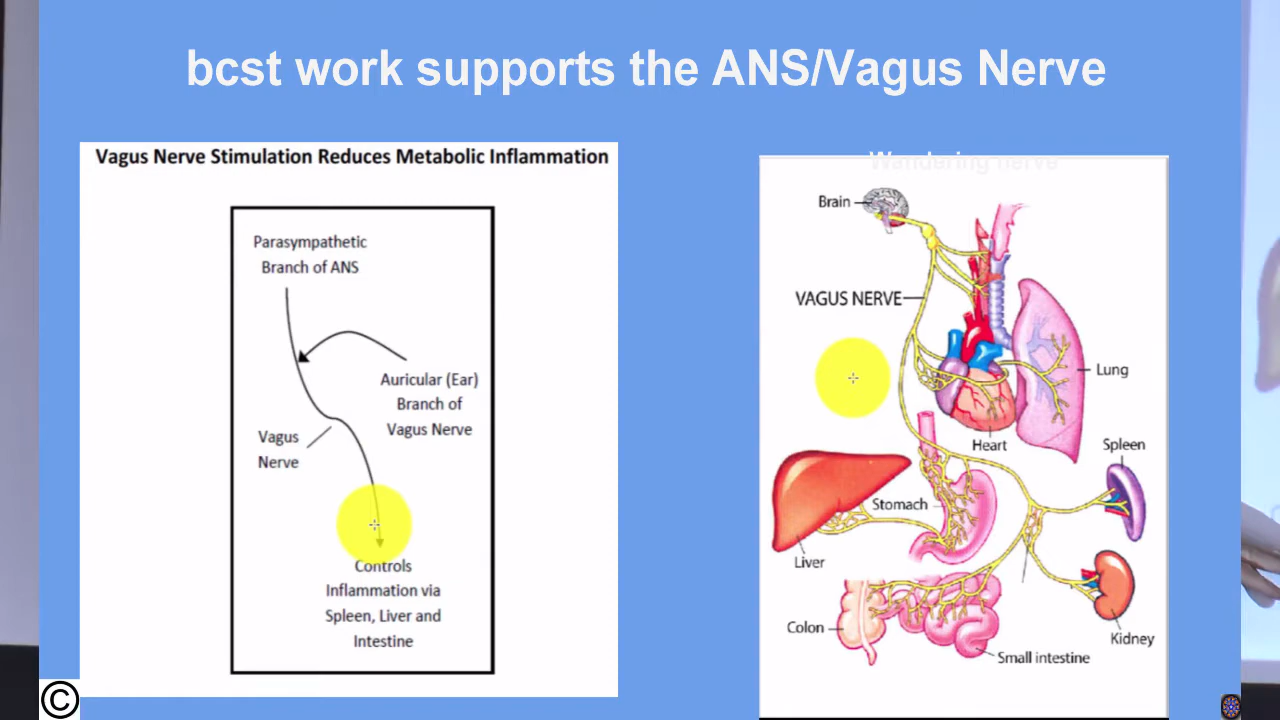 bcst work supports the ANS/Vagus Nerve
Vagus Nerve Stimulation Reduces Metabolic Inflammation
Parasympathetic
Branch of ANS
Auricular (Ear)
Branch of
Vagus Nerve
Vagus
Nerve
Controls
Inflammation via
Spleen, Liver and
Intestine
©
Wandering nerve
Brain
VAGUS NERVE
Lung
Heart
Spleen
Stomach
Liver
Colon
Kidney
Small intestine